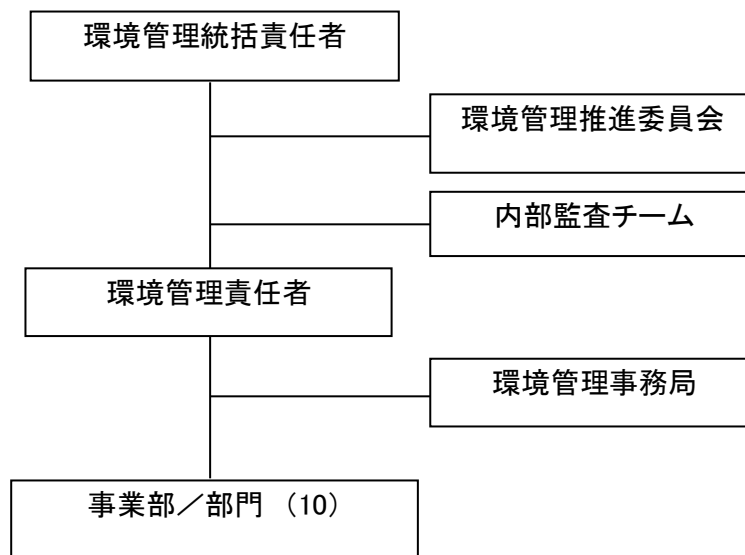 環境管理統括責任者
環境管理推進委員会
内部監査チーム
環境管理責任者
環境管理事務局
事業部／部門 （10）